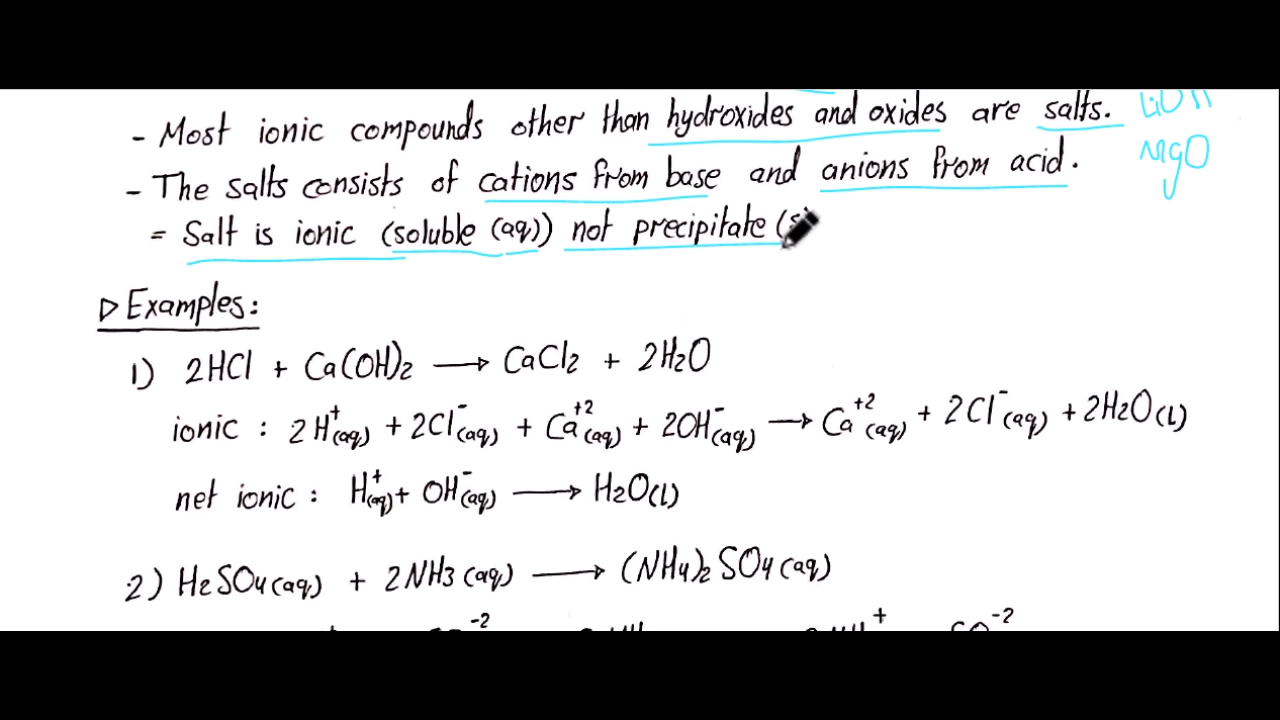 - Most ionic compounds other than hydroxides and oxides are salts. LiOH
- The salts consists of cations from base and anions from acid. MgO
= Salt is ionic (soluble (aq)) not precipitate (s)
▷ Examples:
1) 2HCl + Ca(OH)₂ ⟶ CaCl₂ + 2H₂O
ionic : 2H⁺(aq) + 2Cl⁻(aq) + Ca⁺²(aq) + 2OH⁻(aq) ⟶ Ca⁺²(aq) + 2Cl⁻(aq) + 2H₂O(l)
net ionic : H⁺(aq) + OH⁻(aq) ⟶ H₂O(l)
2) H₂SO₄(aq) + 2NH₃(aq) ⟶ (NH₄)₂SO₄(aq)